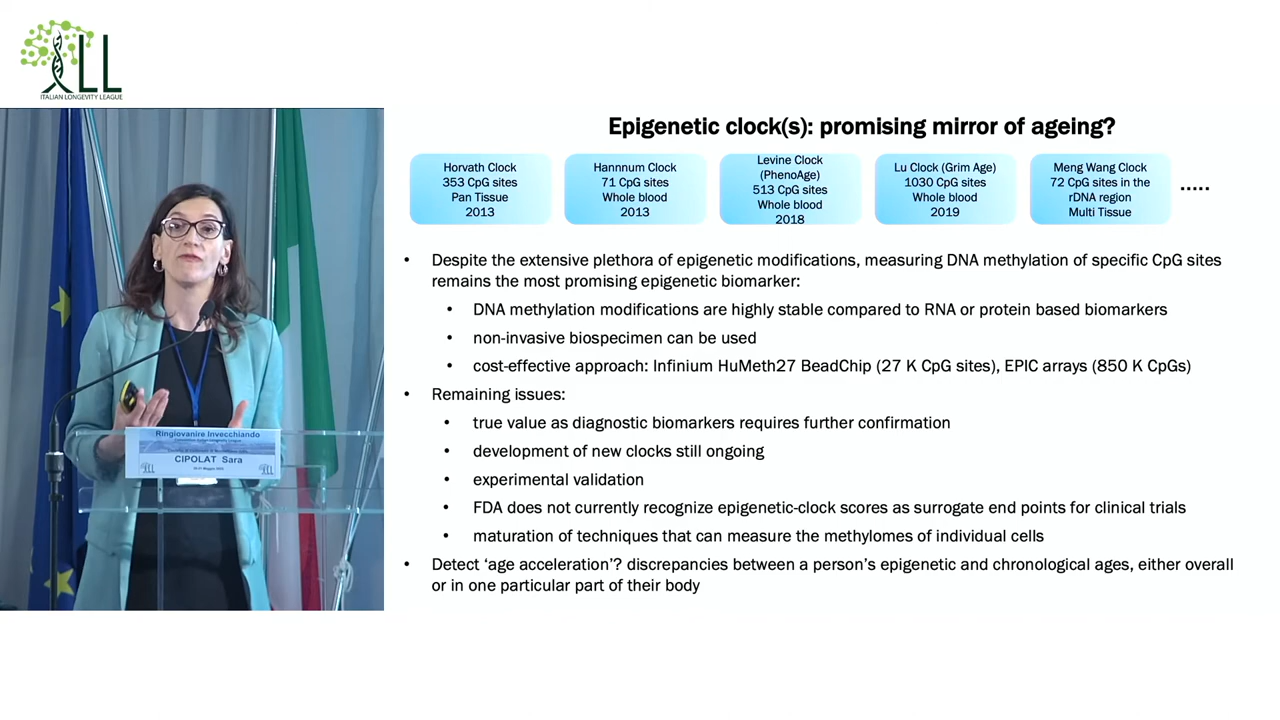 LL
ITALIAN LONGEVITY LEAGUE
Epigenetic clock(s): promising mirror of ageing?
Horvath Clock
353 CpG sites
Pan Tissue
2013
Hannnum Clock
71 CpG sites
Whole blood
2013
Levine Clock
(PhenoAge)
513 CpG sites
Whole blood
2018
Lu Clock (Grim Age)
1030 CpG sites
Whole blood
2019
Meng Wang Clock
72 CpG sites in the
rDNA region
Multi Tissue
.....
• Despite the extensive plethora of epigenetic modifications, measuring DNA methylation of specific CpG sites
remains the most promising epigenetic biomarker:
• DNA methylation modifications are highly stable compared to RNA or protein based biomarkers
• non-invasive biospecimen can be used
• cost-effective approach: Infinium HuMeth27 BeadChip (27 K CpG sites), EPIC arrays (850 K CpGs)
• Remaining issues:
• true value as diagnostic biomarkers requires further confirmation
• development of new clocks still ongoing
• experimental validation
• FDA does not currently recognize epigenetic-clock scores as surrogate end points for clinical trials
• maturation of techniques that can measure the methylomes of individual cells
• Detect ‘age acceleration’? discrepancies between a person’s epigenetic and chronological ages, either overall
or in one particular part of their body
Ringiovanire Invecchiando
CIPOLAT Sara